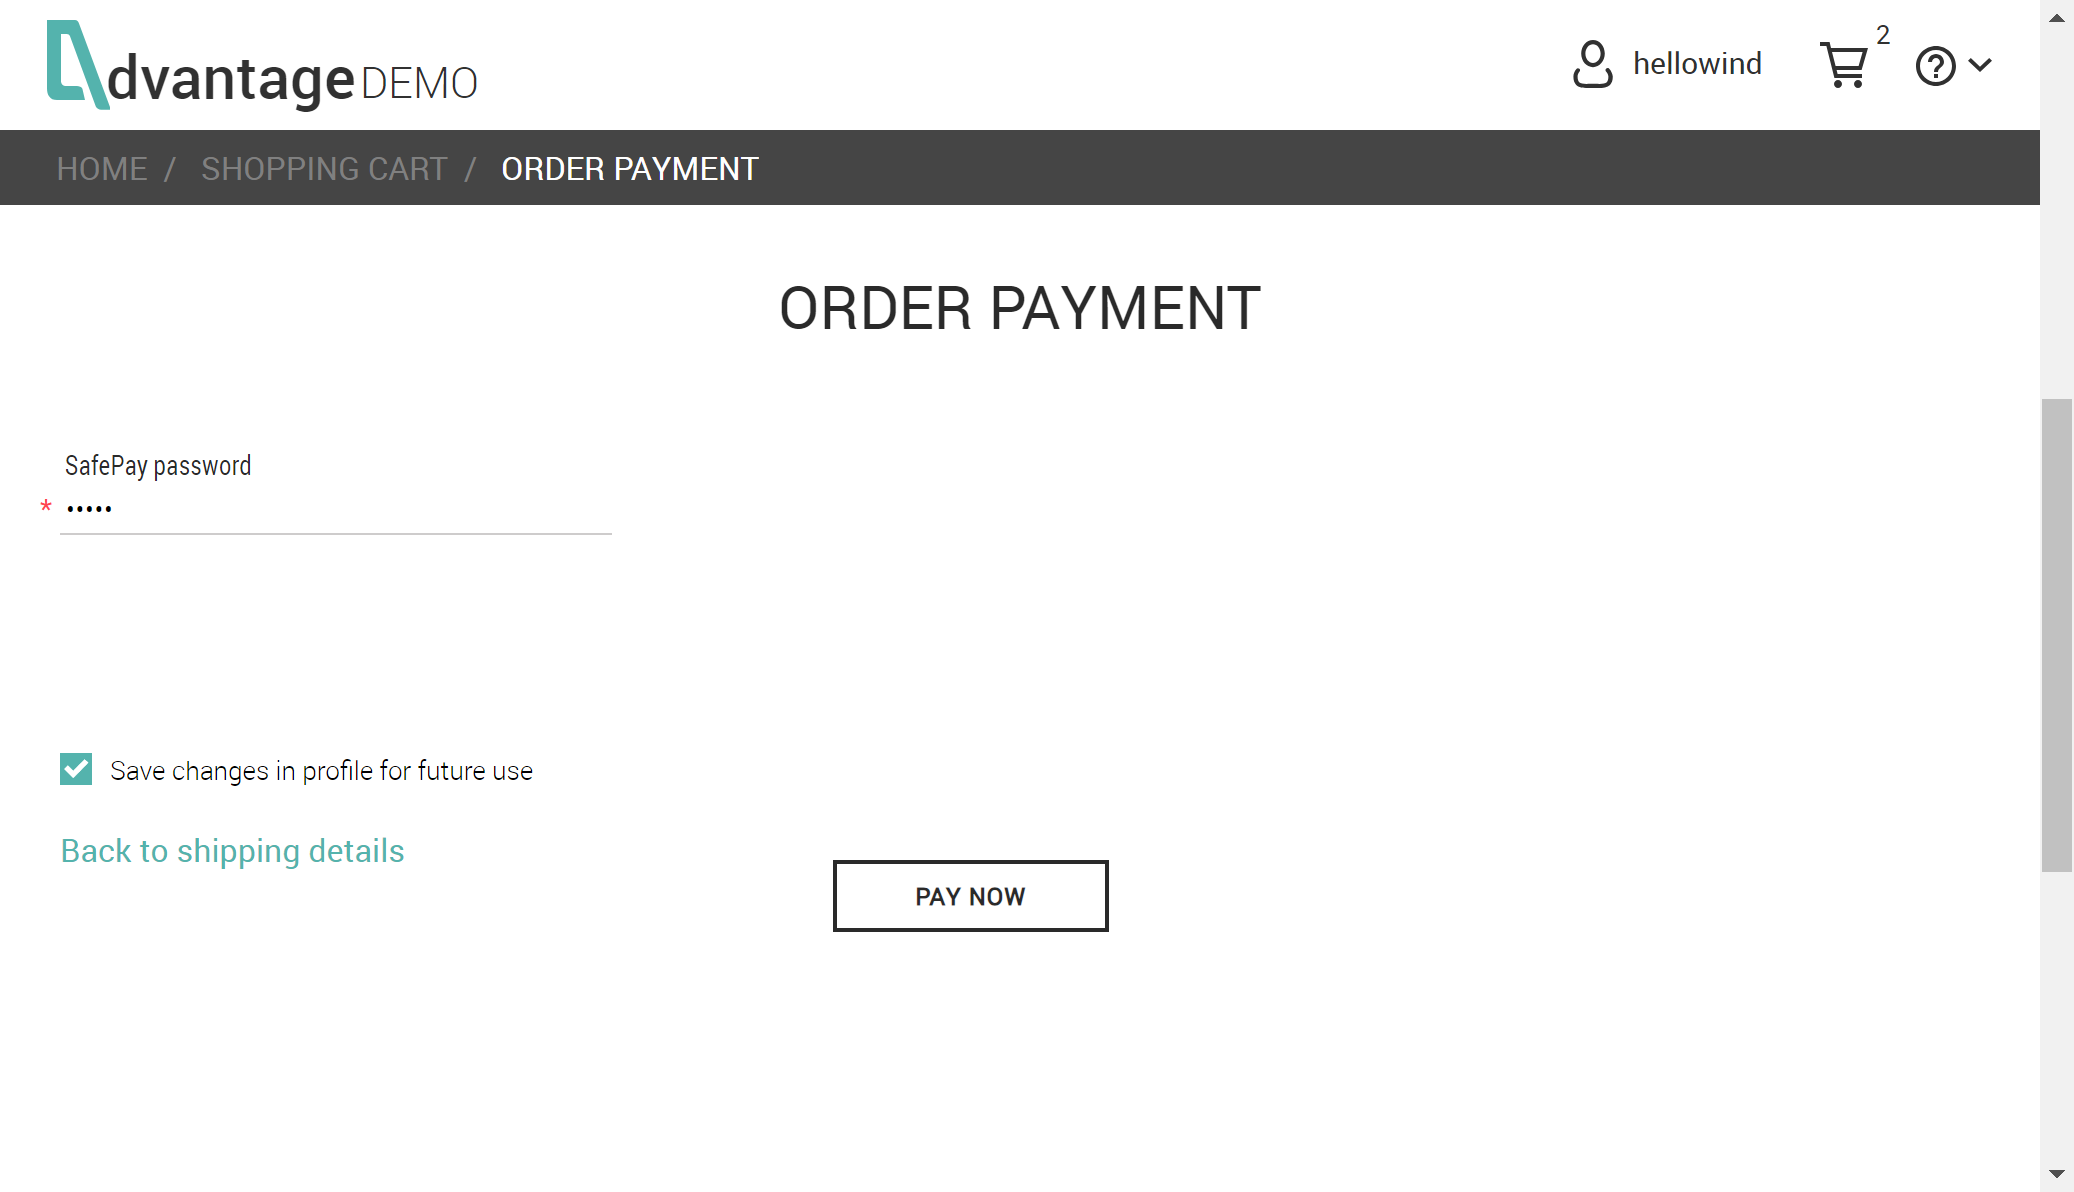 dvantage DEMO
hellowind
2
HOME / SHOPPING CART / ORDER PAYMENT
ORDER PAYMENT
SafePay password
* •••••
Save changes in profile for future use
Back to shipping details
PAY NOW